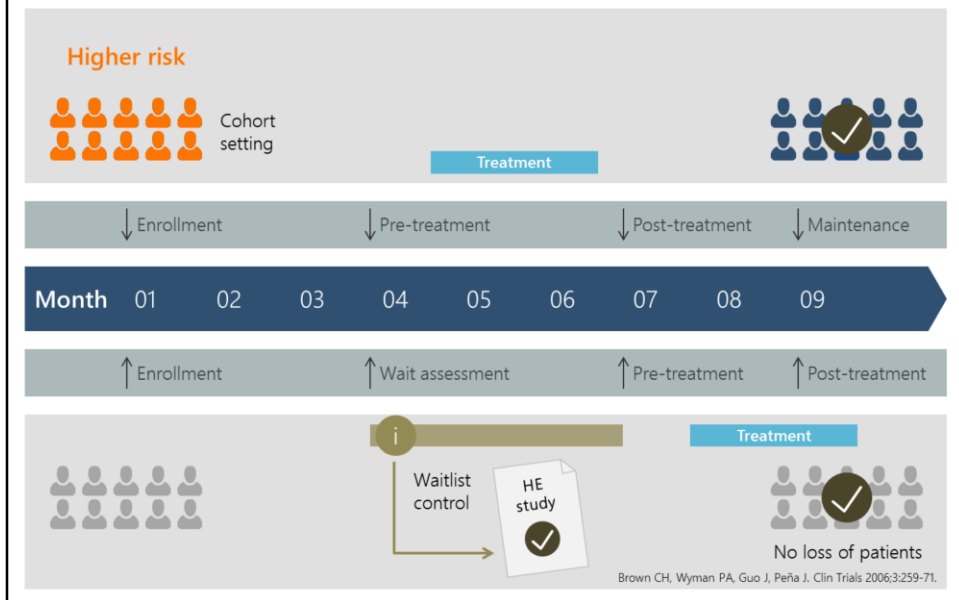 Higher risk
Cohort
setting
Treatment
Enrollment Pre-treatment Post-treatment Maintenance
Month 01 02 03 04 05 06 07 08 09
Enrollment Wait assessment Pre-treatment Post-treatment
i
Treatment
Waitlist
control
HE
study
No loss of patients
Brown CH, Wyman PA, Guo J, Peña J. Clin Trials 2006;3:259-71.